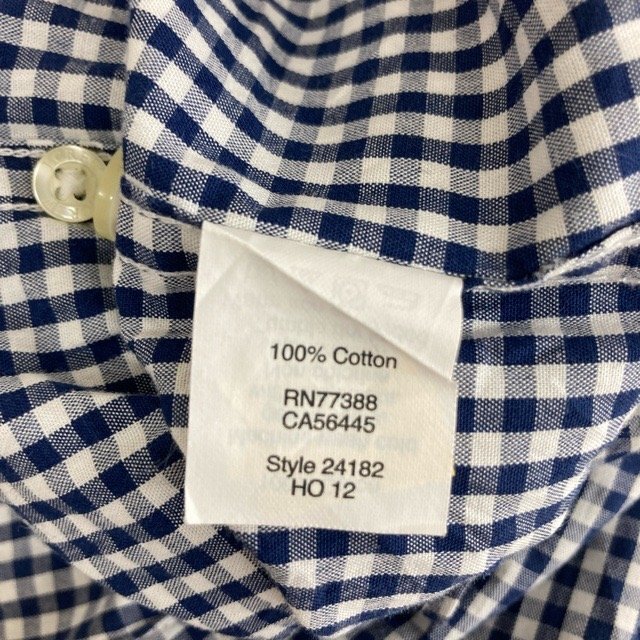 100% Cotton
RN77388
CA56445
Style 24182
HO 12